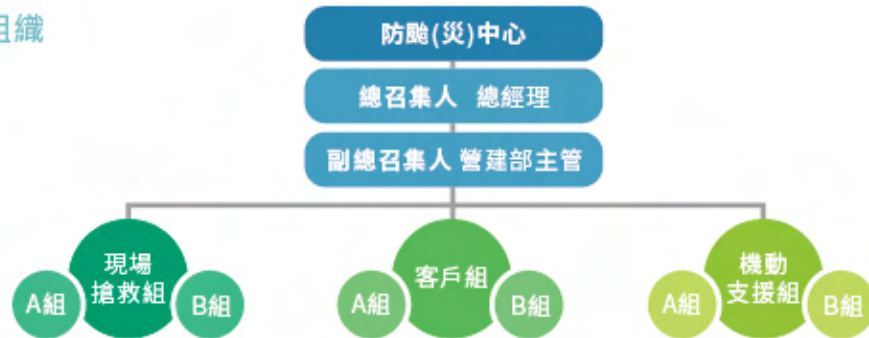 組織
防颱(災)中心
總召集人 總經理
副總召集人 營建部主管
現場
搶救組
A組
B組
客戶組
A組
B組
機動
支援組
A組
B組